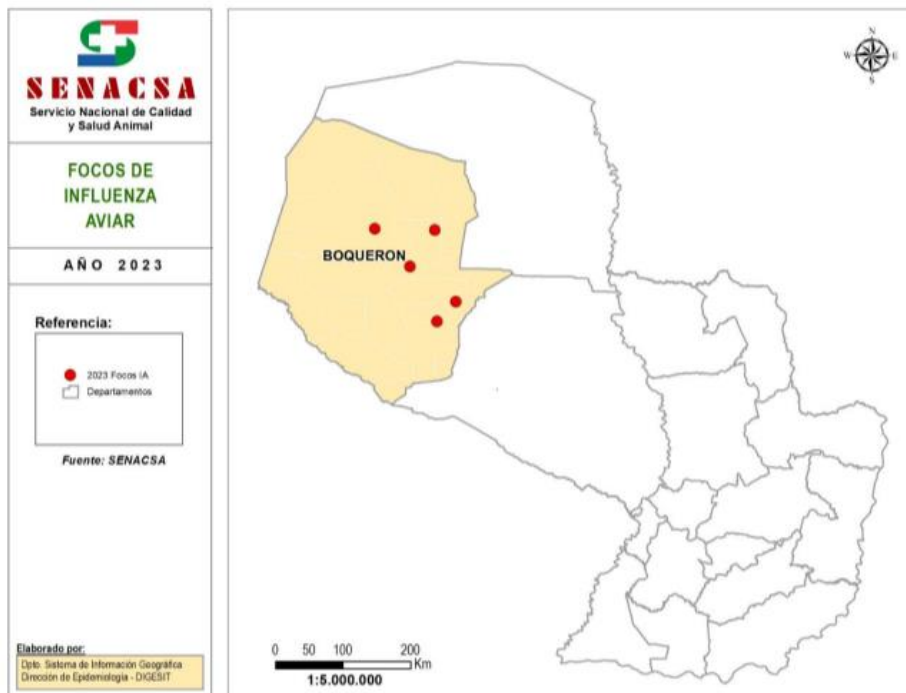 SENACSA
Servicio Nacional de Calidad
y Salud Animal
FOCOS DE
INFLUENZA
AVIAR
AÑO 2023
Referencia:
2023 Focos IA
Departamentos
Fuente: SENACSA
Elaborado por:
Dpto. Sistema de Información Geográfica
Dirección de Epidemiología - DIGESIT
N
W E
S
BOQUERON
0 50 100 200
Km
1:5.000.000